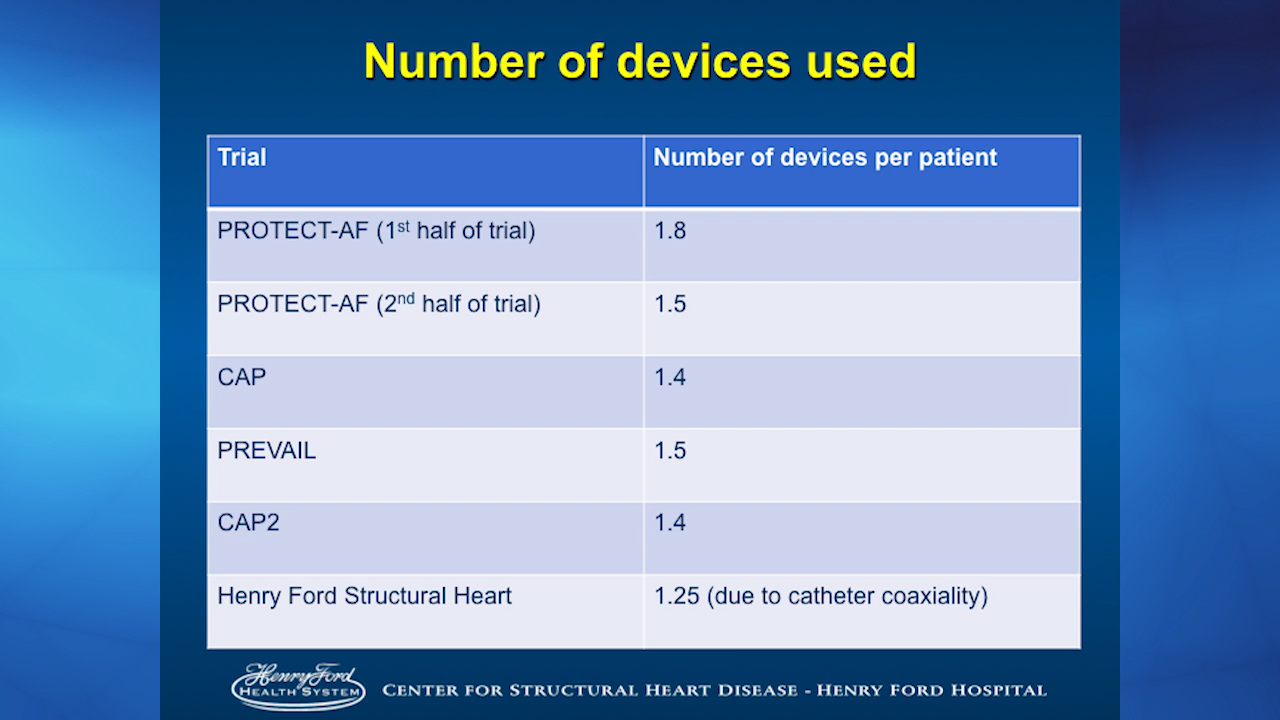 Number of devices used
Trial
Number of devices per patient
PROTECT-AF (1st half of trial)
1.8
PROTECT-AF (2nd half of trial)
1.5
CAP
1.4
PREVAIL
1.5
CAP2
1.4
Henry Ford Structural Heart
1.25 (due to catheter coaxiality)
Henry Ford
HEALTH SYSTEM
CENTER FOR STRUCTURAL HEART DISEASE - HENRY FORD HOSPITAL